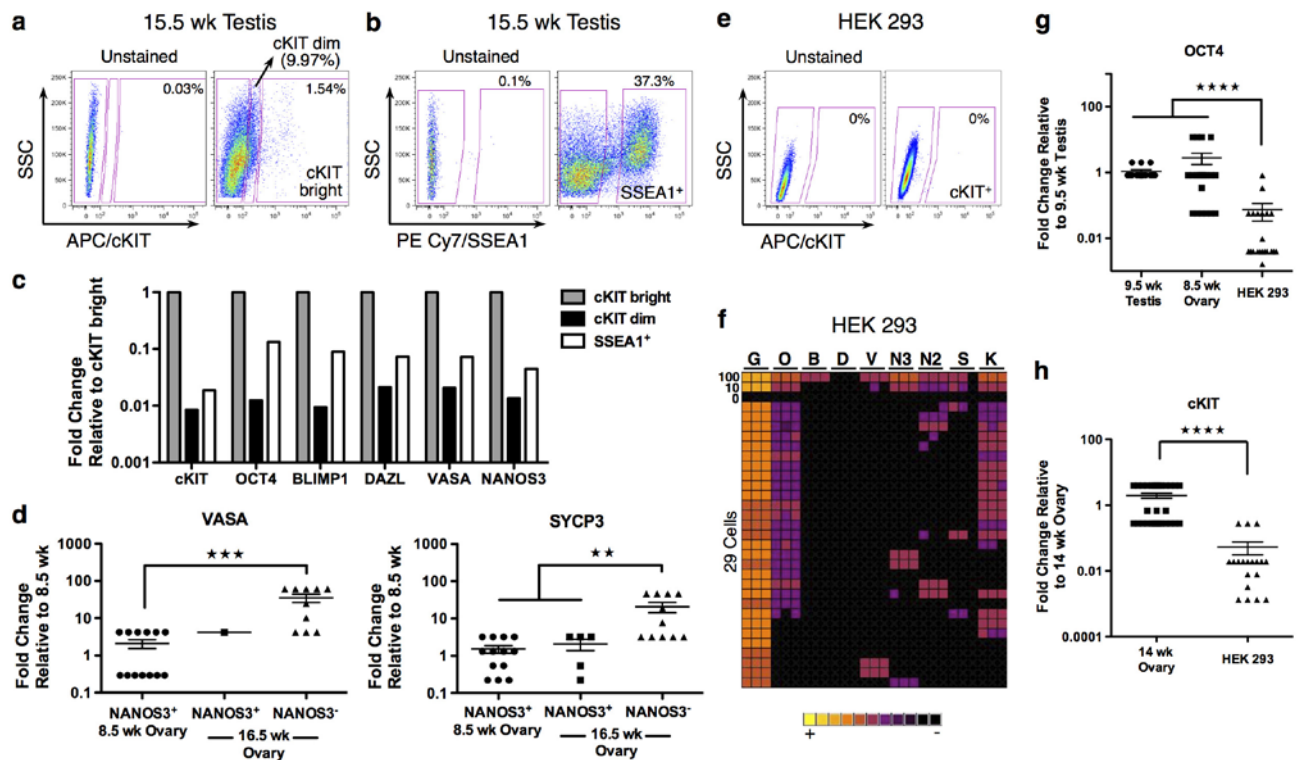 a
15.5 wk Testis
Unstained
cKIT dim
(9.97%)
0.03%
1.54%
cKIT
bright
SSC
APC/cKIT
b
15.5 wk Testis
Unstained
0.1%
37.3%
SSEA1+
SSC
PE Cy7/SSEA1
e
HEK 293
Unstained
0%
0%
cKIT+
SSC
APC/cKIT
g
OCT4
★★★★
Fold Change Relative
to 9.5 wk Testis
100
1
0.01
9.5 wk
Testis
8.5 wk
Ovary
HEK 293
c
Fold Change
Relative to cKIT bright
1
0.1
0.01
0.001
cKIT OCT4 BLIMP1 DAZL VASA NANOS3
cKIT bright
cKIT dim
SSEA1+
f
HEK 293
G O B D V N3 N2 S K
100
10
0
29 Cells
+ -
h
cKIT
★★★★
Fold Change Relative
to 14 wk Ovary
100
1
0.01
0.0001
14 wk
Ovary
HEK 293
d
VASA
★★★
Fold Change
Relative to 8.5 wk
1000
100
10
1
0.1
NANOS3+
8.5 wk Ovary
NANOS3+ NANOS3-
16.5 wk
Ovary
SYCP3
★★
Fold Change
Relative to 8.5 wk
1000
100
10
1
0.1
NANOS3+
8.5 wk Ovary
NANOS3+ NANOS3-
16.5 wk
Ovary